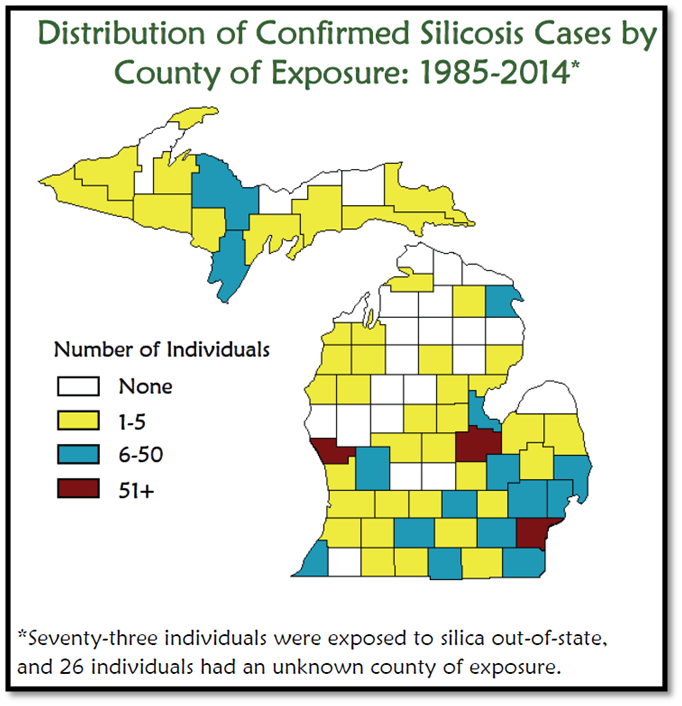 Distribution of Confirmed Silicosis Cases by
County of Exposure: 1985-2014*
Number of Individuals
None
1-5
6-50
51+
*Seventy-three individuals were exposed to silica out-of-state,
and 26 individuals had an unknown county of exposure.